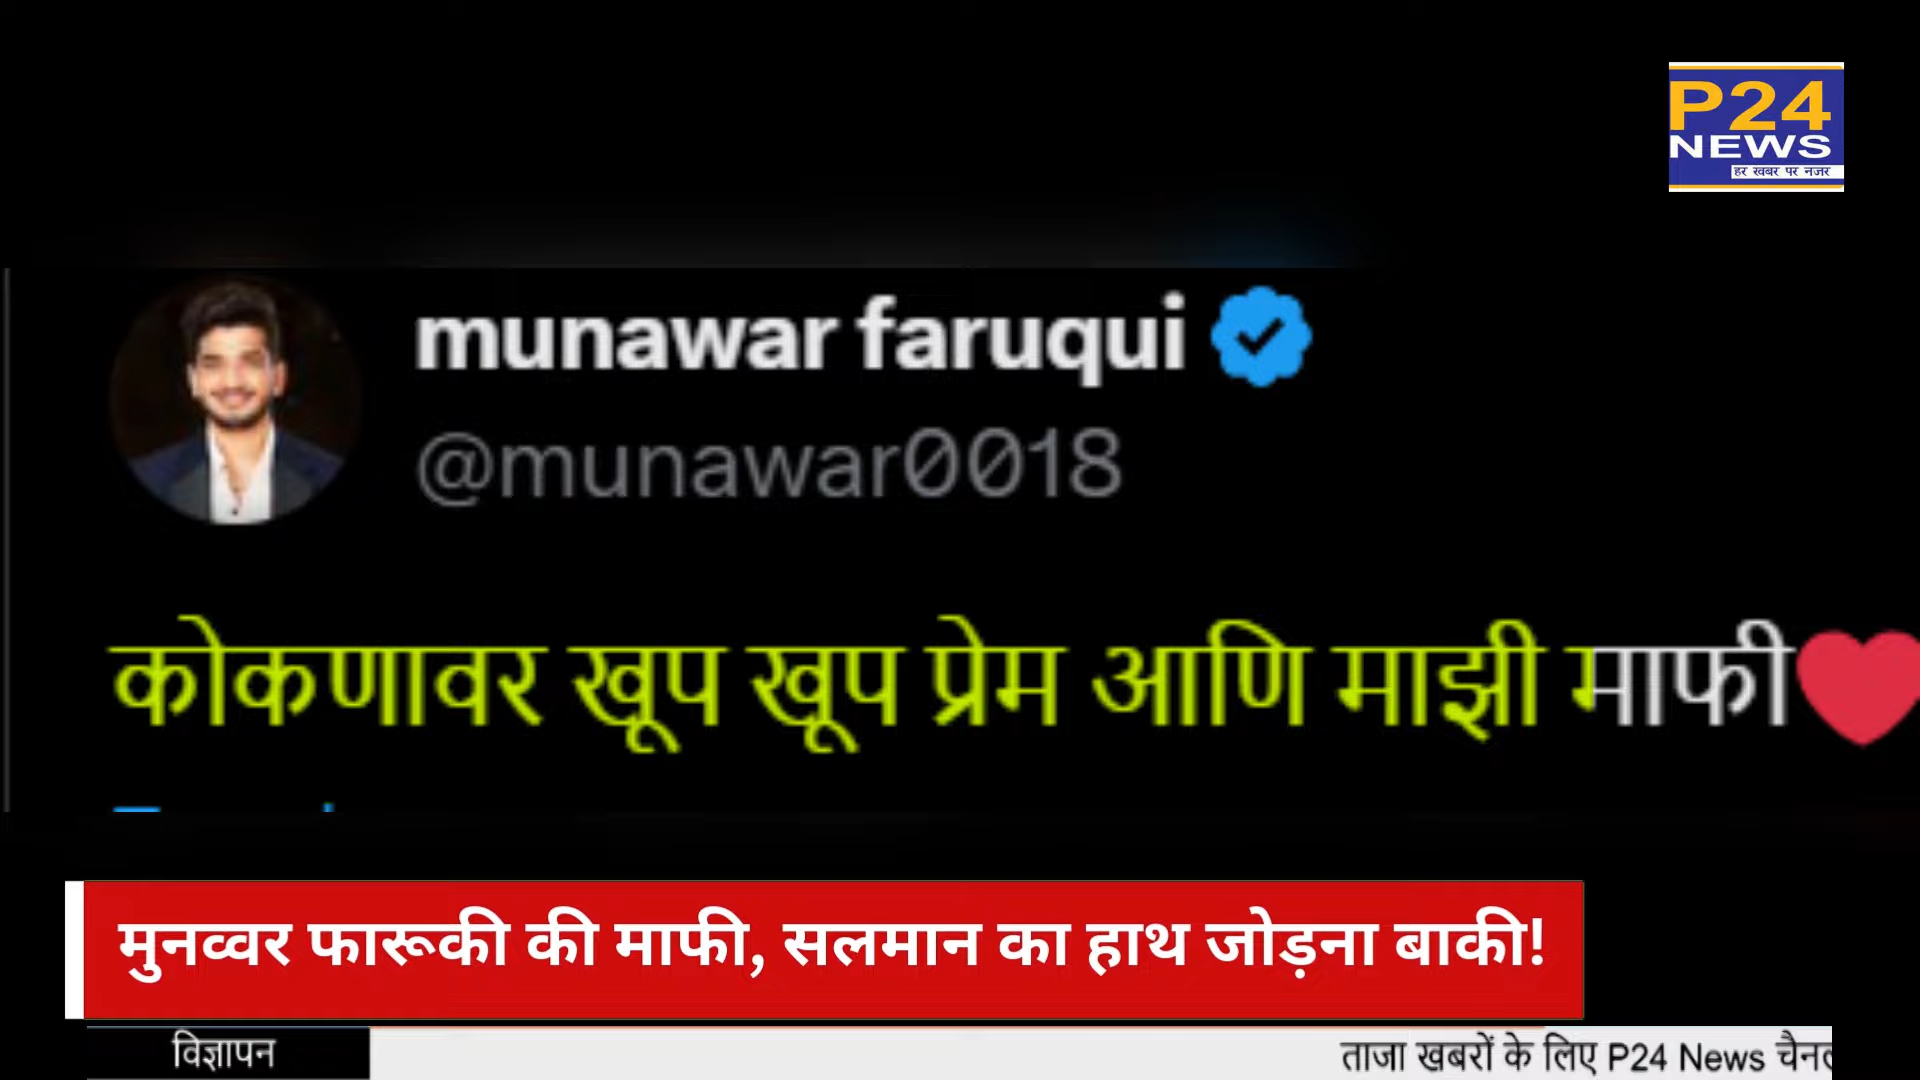 P24
NEWS
हर खबर पर नजर
munawar faruqui
@munawar0018
कोकणावर खूप खूप प्रेम आणि माझी माफी❤️
मुनव्वर फारूकी की माफी, सलमान का हाथ जोड़ना बाकी!
विज्ञापन
ताजा खबरों के लिए P24 News